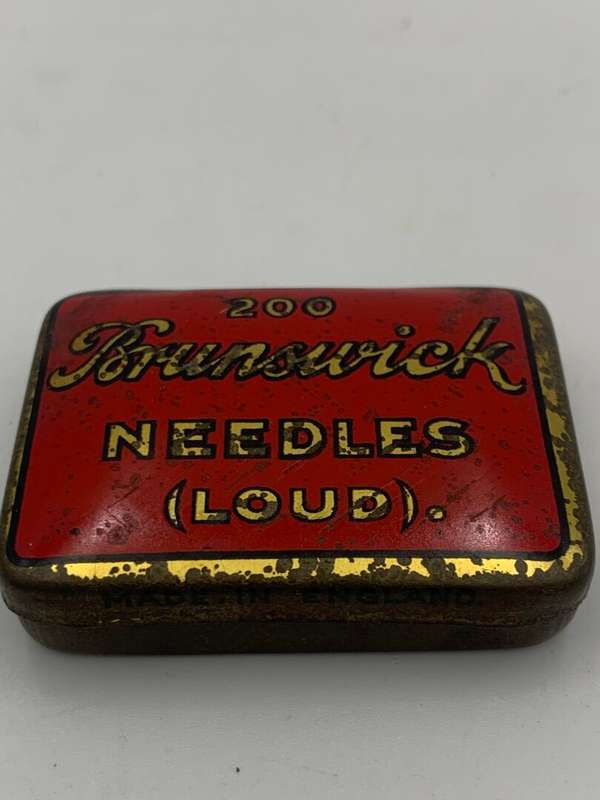 200
Brunswick
NEEDLES
(LOUD).
MADE IN ENGLAND.